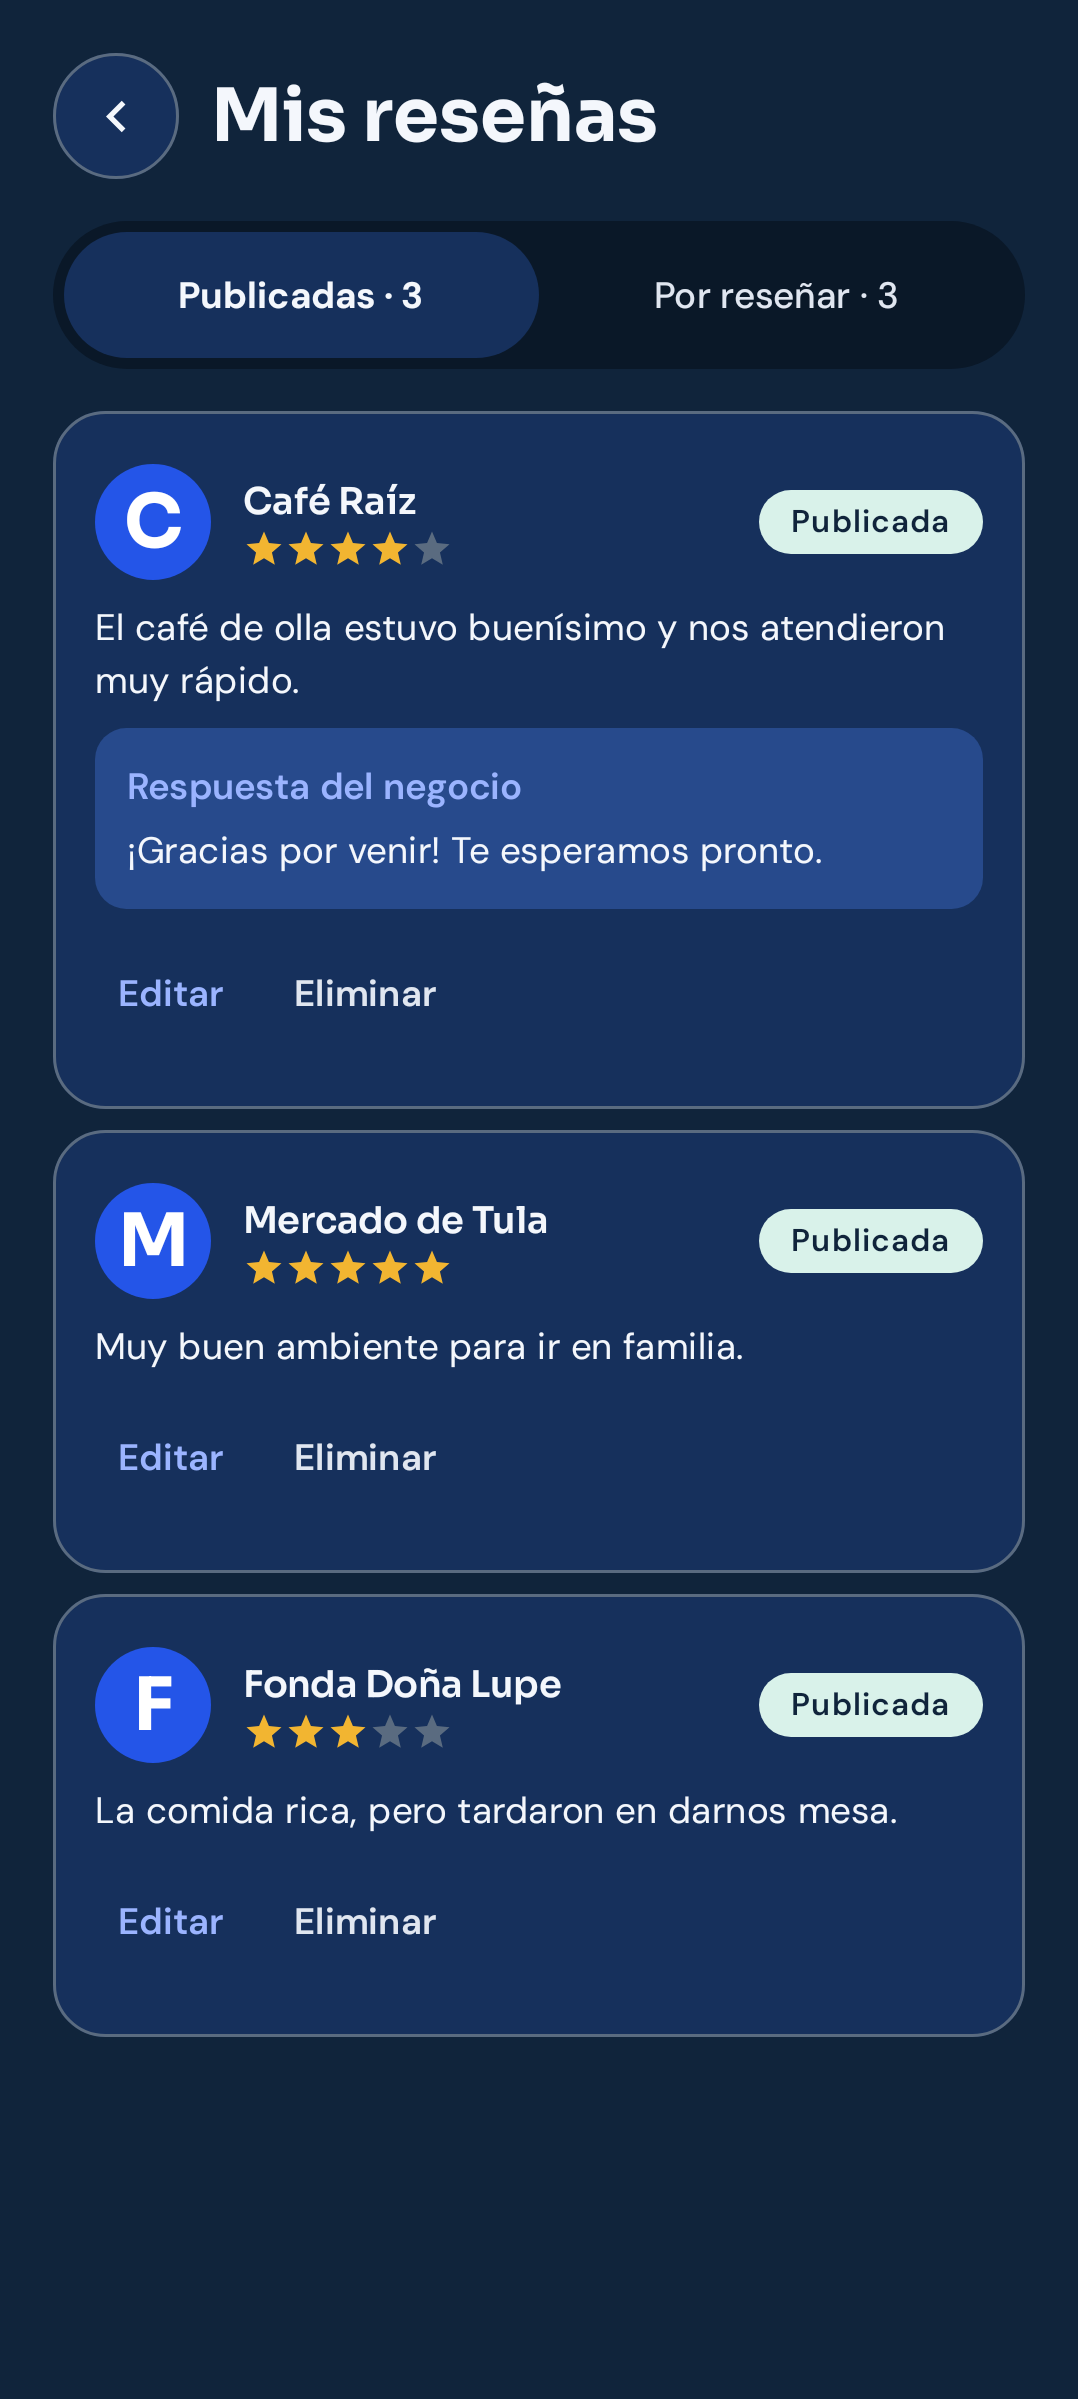 Mis reseñas
Publicadas · 3
Por reseñar · 3
C
Café Raíz
Publicada
El café de olla estuvo buenísimo y nos atendieron
muy rápido.
Respuesta del negocio
¡Gracias por venir! Te esperamos pronto.
Editar
Eliminar
M
Mercado de Tula
Publicada
Muy buen ambiente para ir en familia.
Editar
Eliminar
F
Fonda Doña Lupe
Publicada
La comida rica, pero tardaron en darnos mesa.
Editar
Eliminar